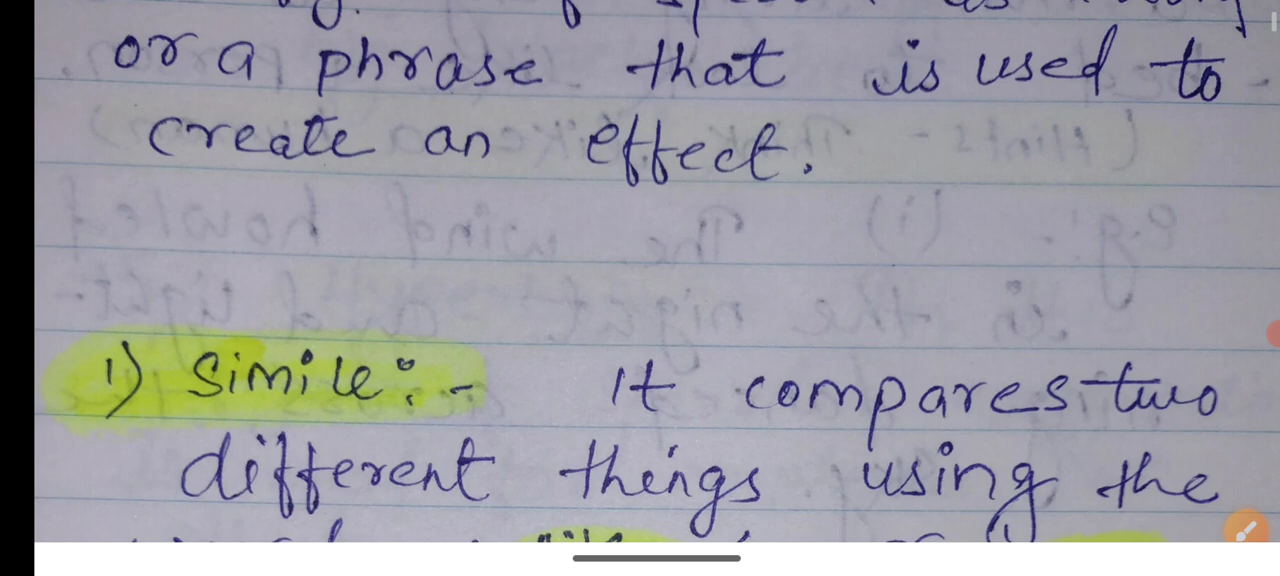 or a phrase that is used to
create an effect.
1) Simile:- It compares two
different things using the